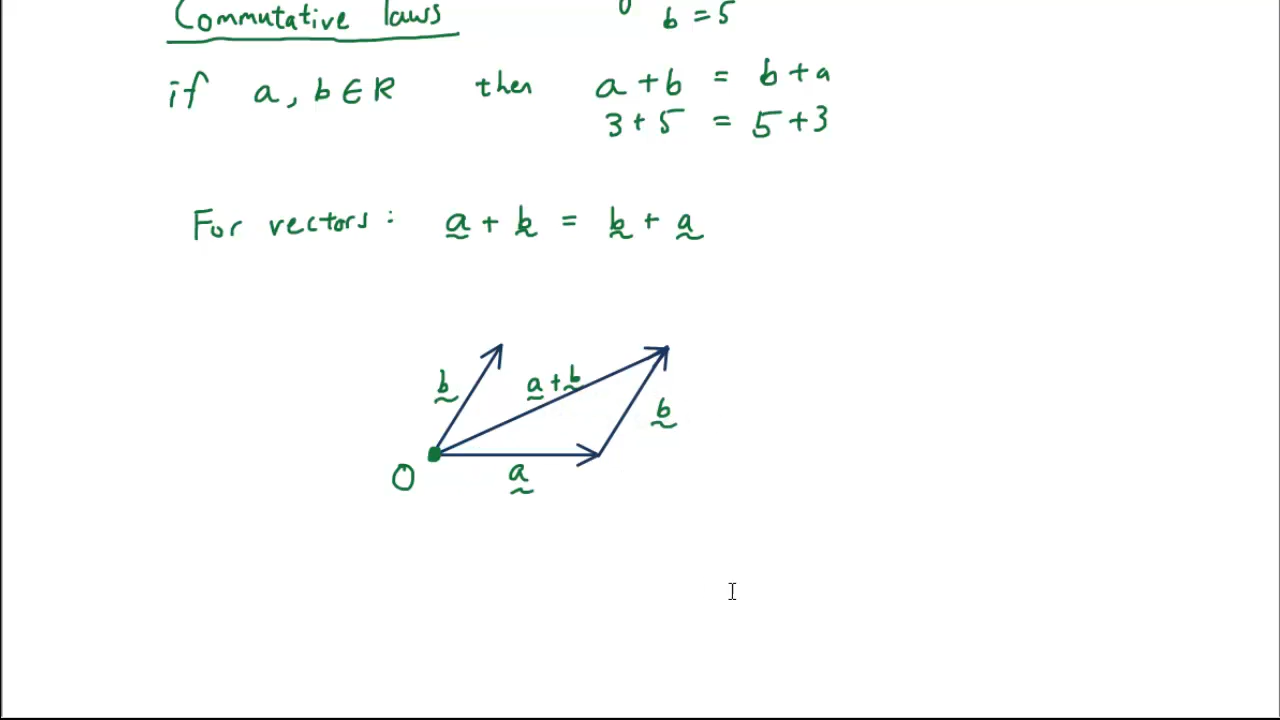 Commutative laws
b = 5
if a, b ∈ R then a + b = b + a
3 + 5 = 5 + 3
For vectors: a + b = b + a
b
a + b
b
O
a